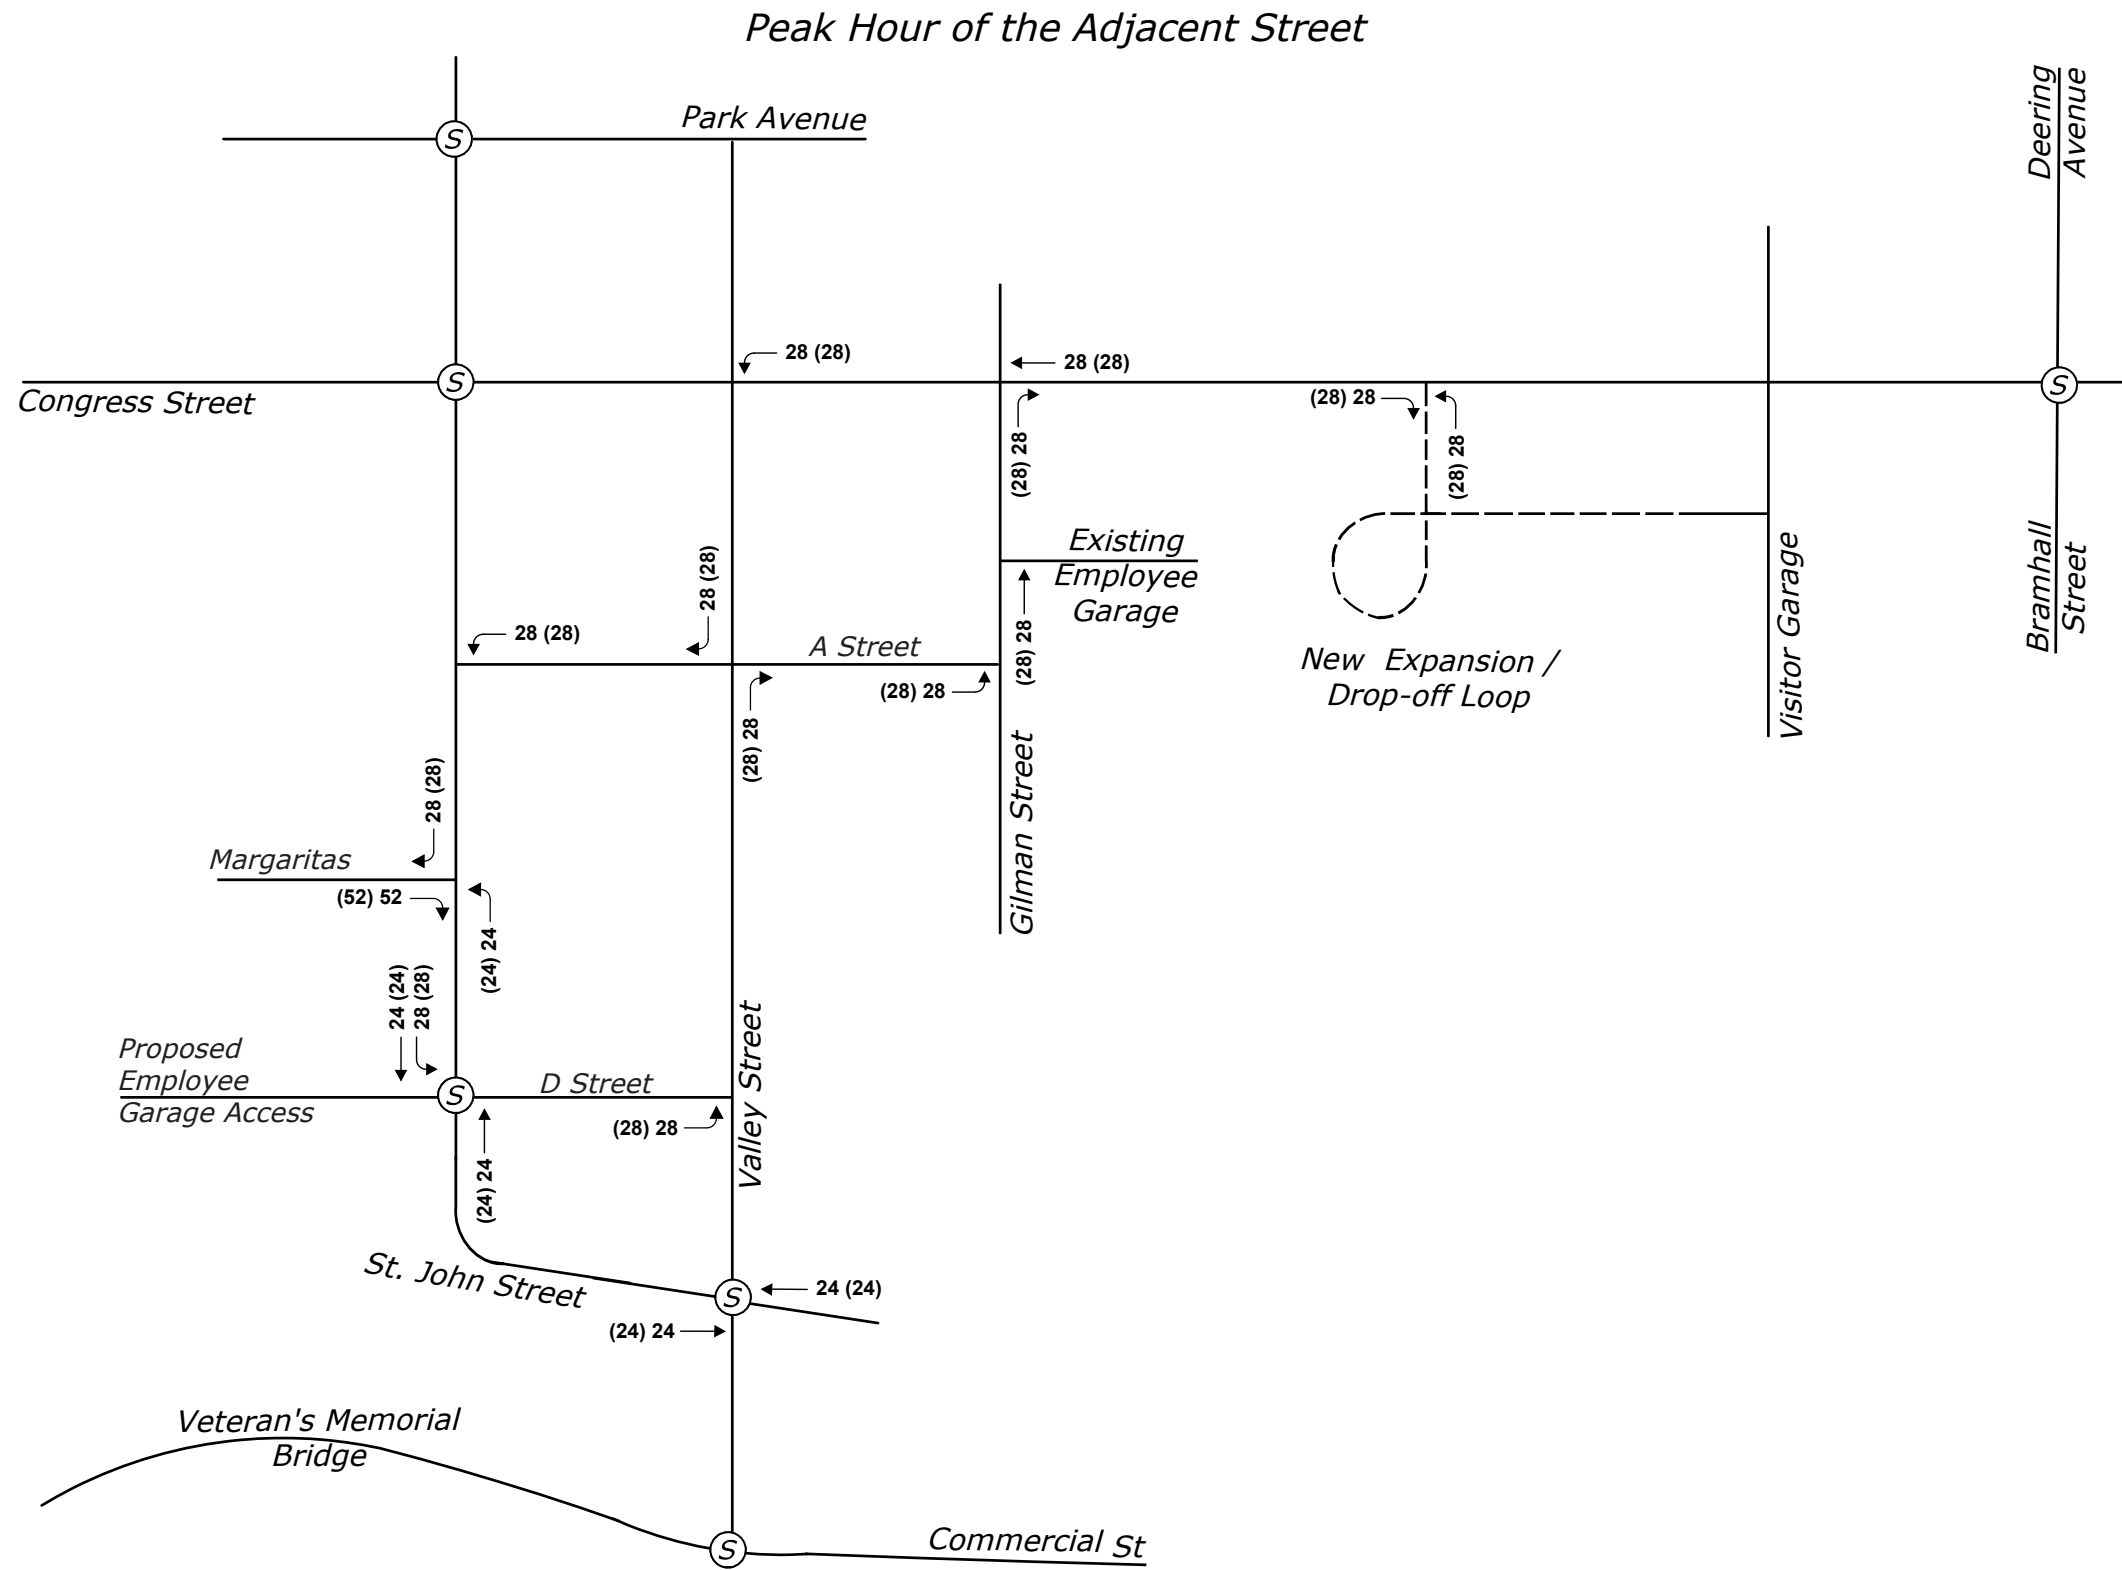 Peak Hour of the Adjacent Street
Deering
Avenue
Park Avenue
S
28 (28)
28 (28)
S
S
Congress Street
(28) 28
(28) 28
(28) 28
Existing
Employee
Garage
Bramhall
Street
Visitor Garage
28 (28)
28 (28)
A Street
(28) 28
(28) 28
(28) 28
New Expansion /
Drop-off Loop
Gilman Street
28 (28)
Margaritas
(52) 52
(24) 24
24 (24)
28 (28)
Proposed
Employee
Garage Access
S
D Street
(28) 28
Valley Street
(24) 24
St. John Street
S
24 (24)
(24) 24
Veteran's Memorial
Bridge
S
Commercial St